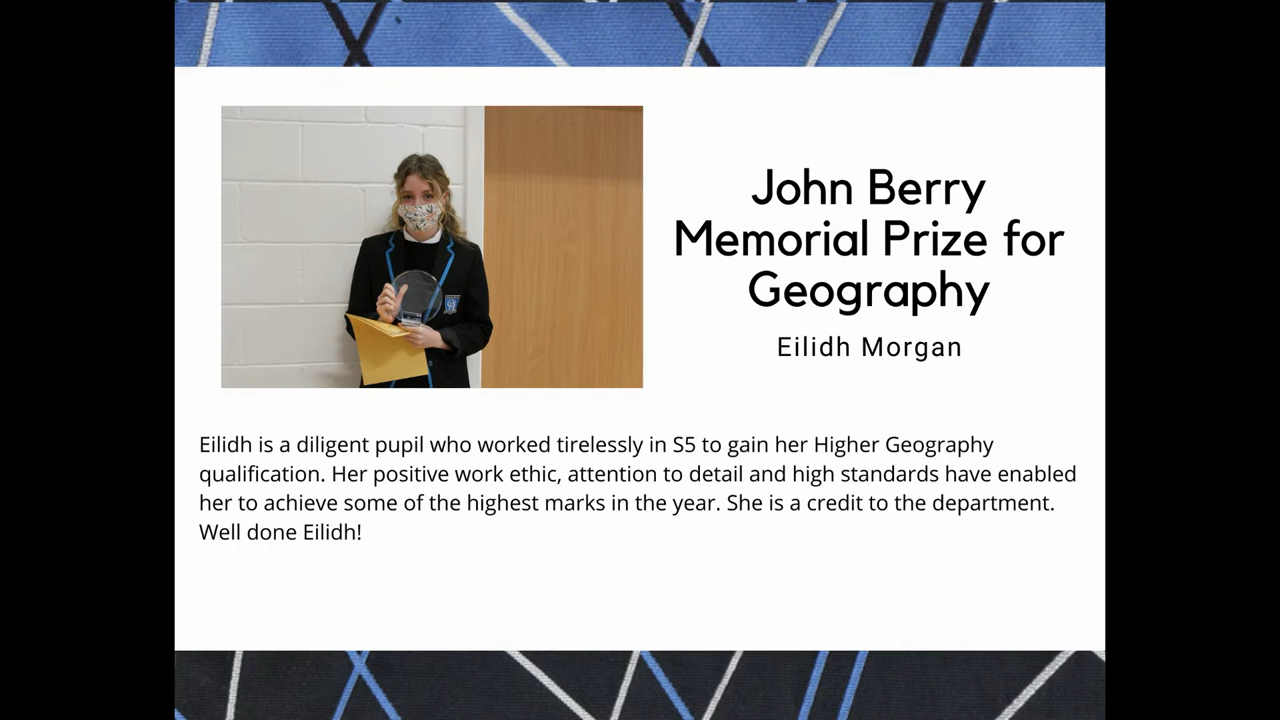 John Berry
Memorial Prize for
Geography
Eilidh Morgan
Eilidh is a diligent pupil who worked tirelessly in S5 to gain her Higher Geography
qualification. Her positive work ethic, attention to detail and high standards have enabled
her to achieve some of the highest marks in the year. She is a credit to the department.
Well done Eilidh!